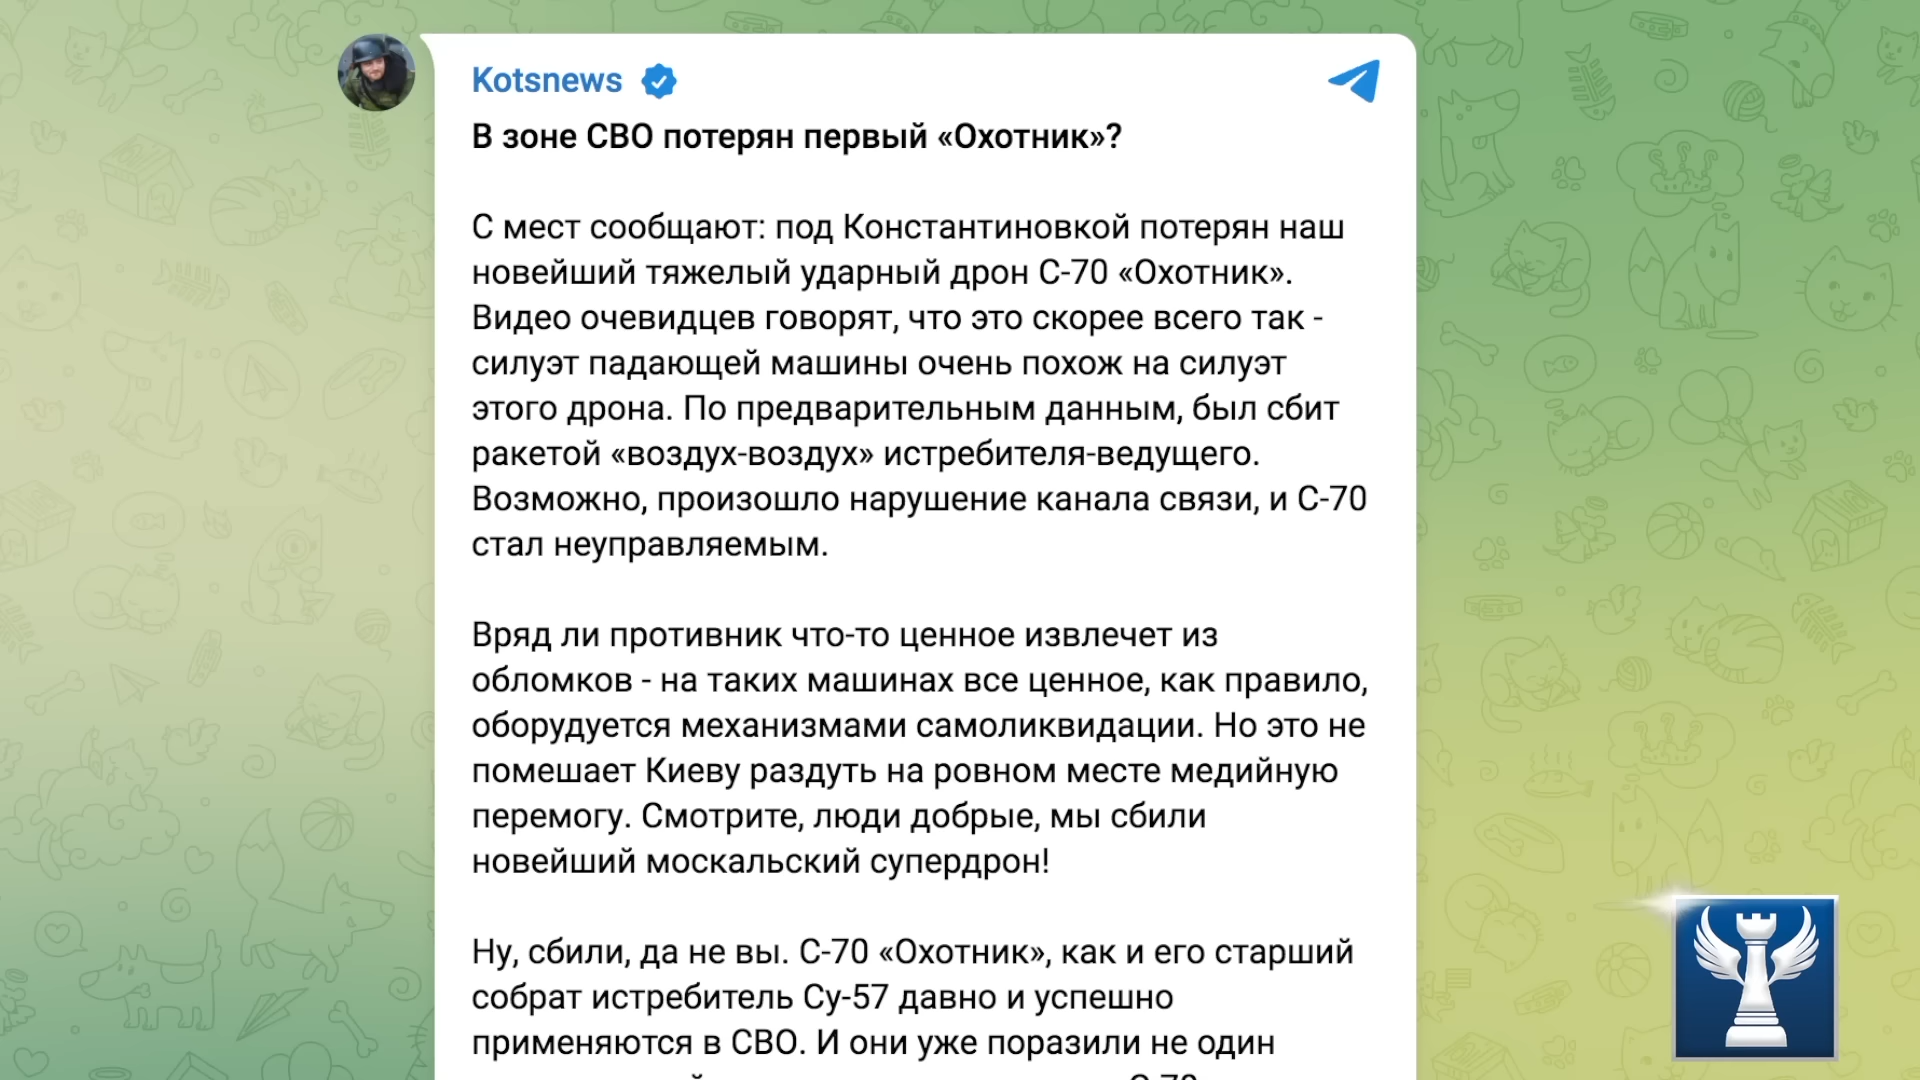 Kotsnews
В зоне СВО потерян первый «Охотник»?
С мест сообщают: под Константиновкой потерян наш
новейший тяжелый ударный дрон С-70 «Охотник».
Видео очевидцев говорят, что это скорее всего так -
силуэт падающей машины очень похож на силуэт
этого дрона. По предварительным данным, был сбит
ракетой «воздух-воздух» истребителя-ведущего.
Возможно, произошло нарушение канала связи, и С-70
стал неуправляемым.
Вряд ли противник что-то ценное извлечет из
обломков - на таких машинах все ценное, как правило,
оборудуется механизмами самоликвидации. Но это не
помешает Киеву раздуть на ровном месте медийную
перемогу. Смотрите, люди добрые, мы сбили
новейший москальский супердрон!
Ну, сбили, да не вы. С-70 «Охотник», как и его старший
собрат истребитель Су-57 давно и успешно
применяются в СВО. И они уже поразили не один